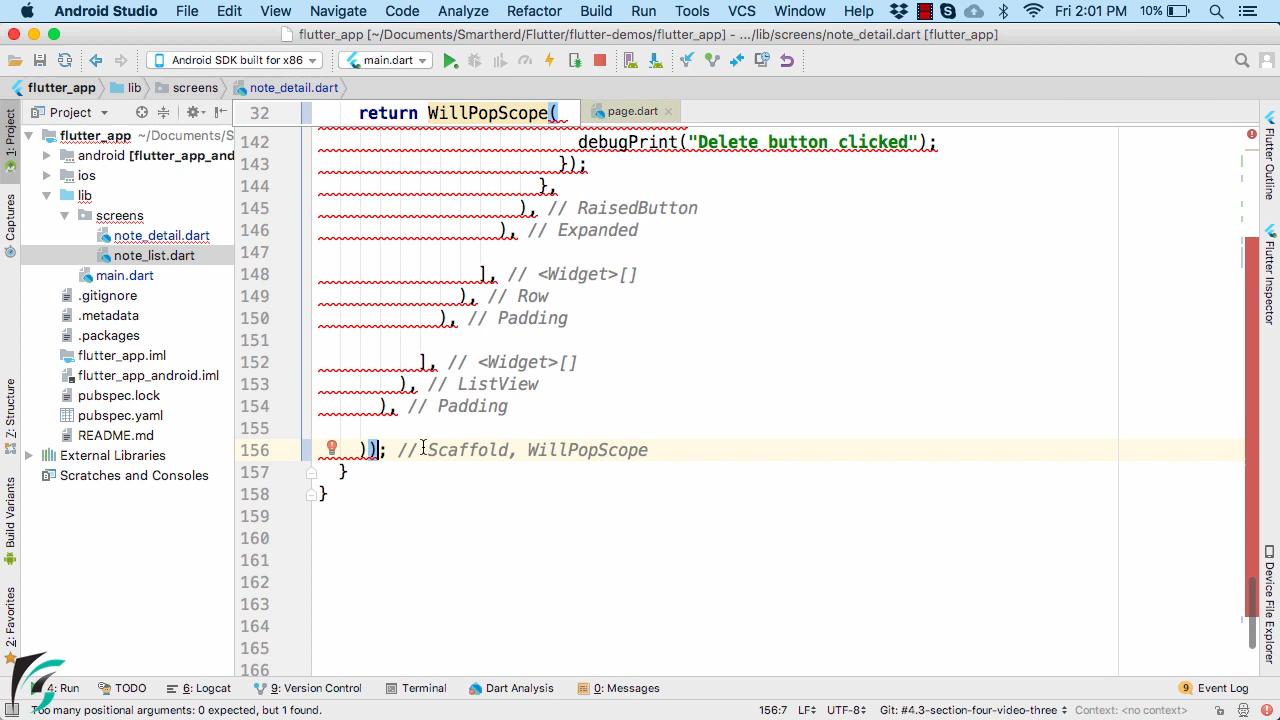 Android Studio File Edit View Navigate Code Analyze Refactor Build Run Tools VCS Window Help Fri 2:01 PM 10%
flutter_app [~/Documents/Smartherd/Flutter/flutter-demos/flutter_app] - .../lib/screens/note_detail.dart [flutter_app]
Android SDK built for x86 main.dart
flutter_app lib screens note_detail.dart
Project
32 return WillPopScope(
page.dart
flutter_app ~/Documents/S
android [flutter_app_and
ios
lib
screens
note_detail.dart
note_list.dart
main.dart
.gitignore
.metadata
.packages
flutter_app.iml
flutter_app_android.iml
pubspec.lock
pubspec.yaml
README.md
External Libraries
Scratches and Consoles
142 debugPrint("Delete button clicked");
143 });
144 },
145 ), // RaisedButton
146 ), // Expanded
147
148 ], // <Widget>[]
149 ), // Row
150 ), // Padding
151
152 ], // <Widget>[]
153 ), // ListView
154 ), // Padding
155
156 )); // Scaffold, WillPopScope
157 }
158 }
159
160
161
162
163
164
165
166
1: Project
Captures
Z: Structure
Build Variants
2: Favorites
Flutter Outline
Flutter Inspector
Device File Explorer
4: Run TODO 6: Logcat 9: Version Control Terminal Dart Analysis 0: Messages 9 Event Log
Too many positional arguments: 0 expected, but 1 found. 156:7 LF UTF-8 Git: #4.3-section-four-video-three Context: <no context>